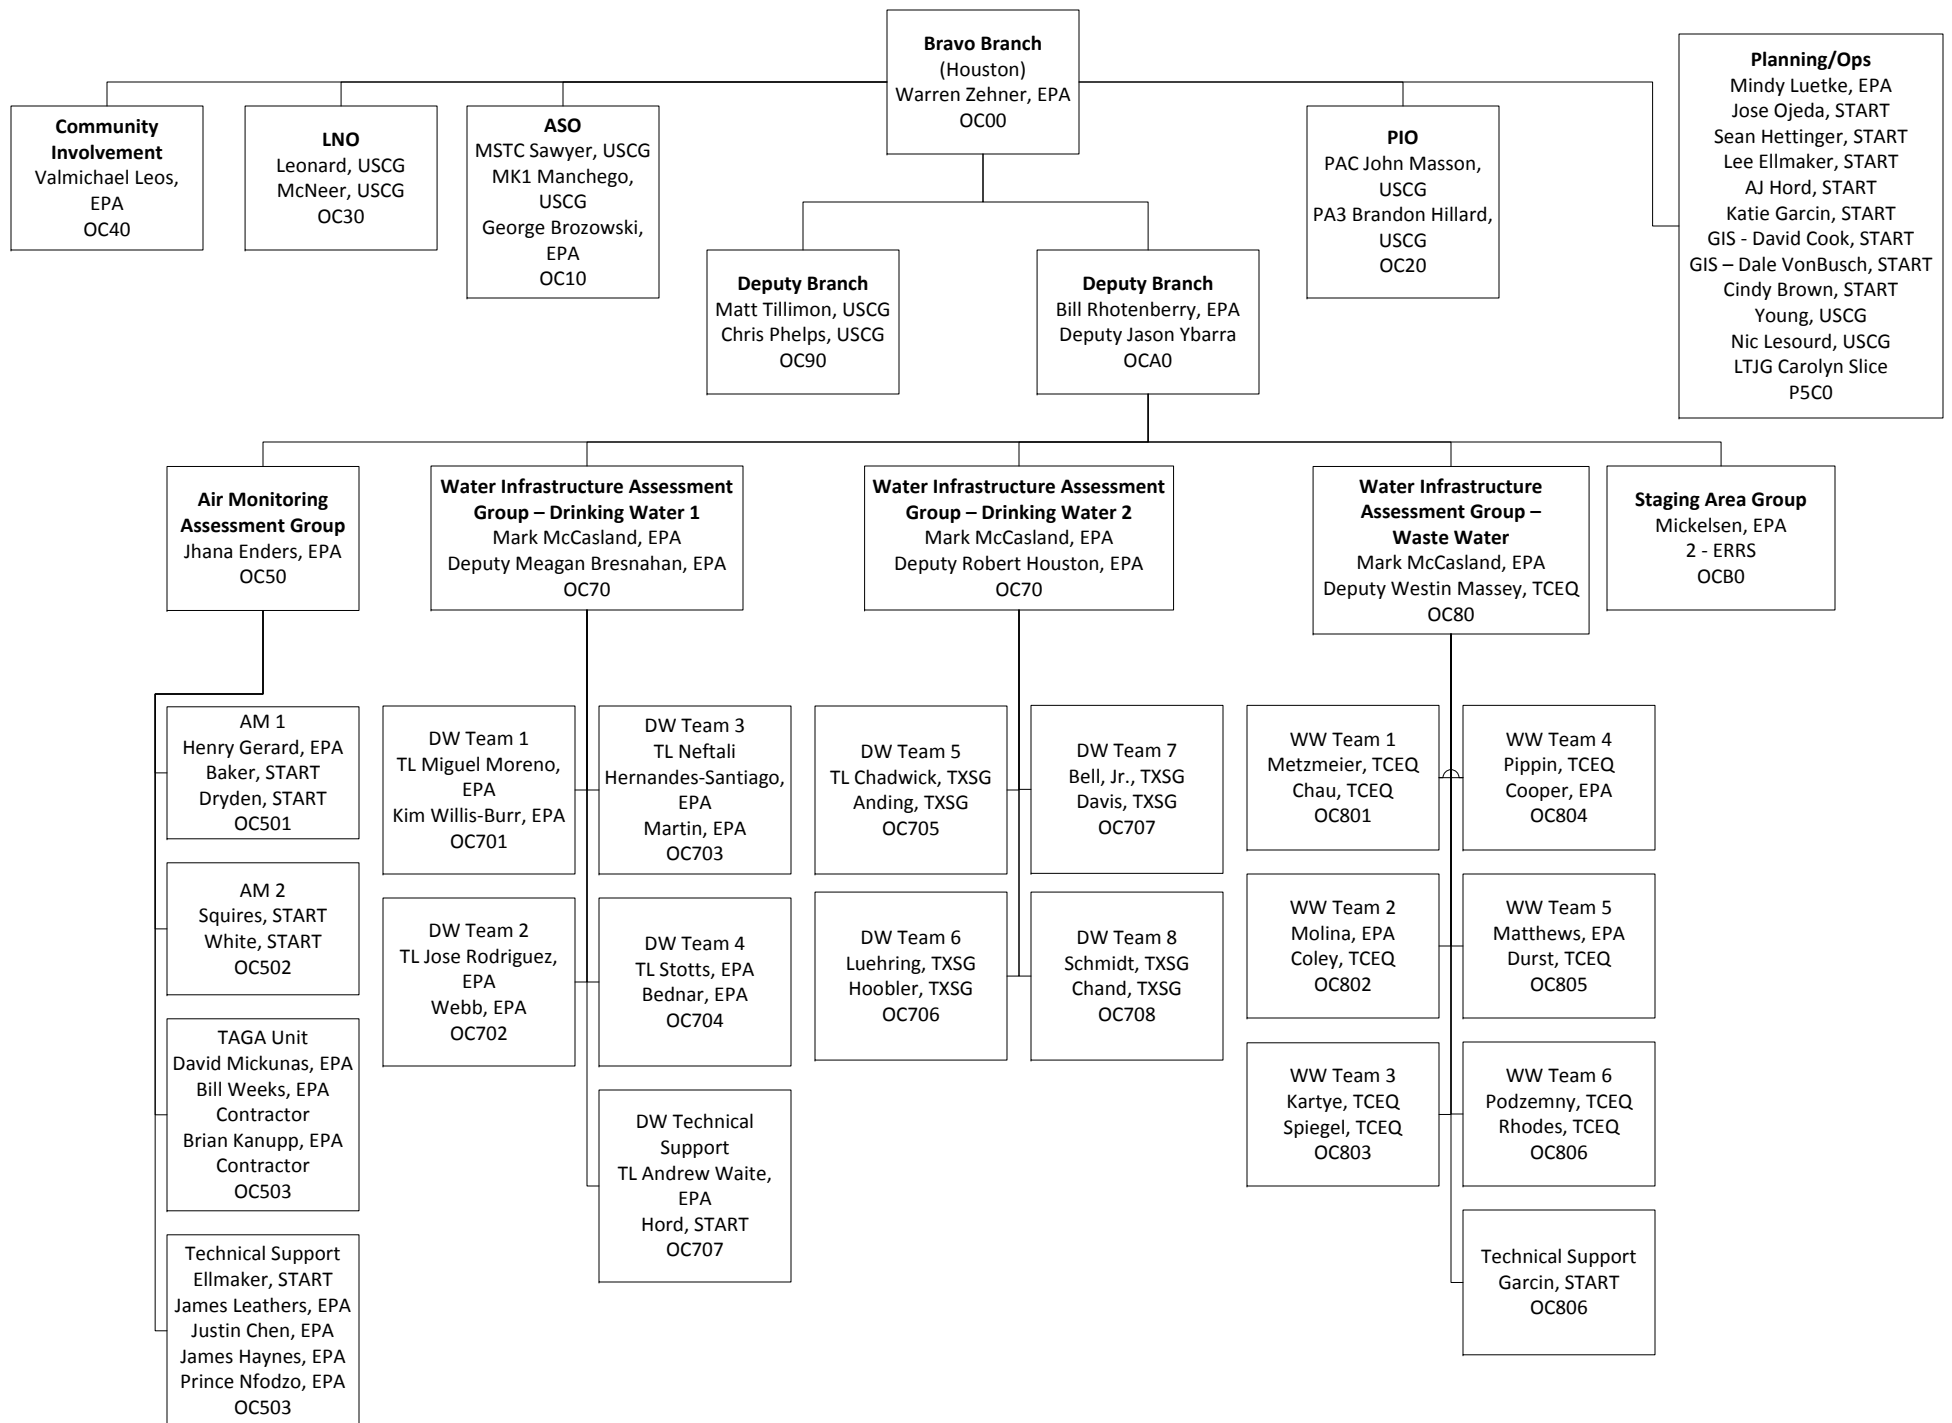 Bravo Branch
(Houston)
Warren Zehner, EPA
OC00
Planning/Ops
Mindy Luetke, EPA
Jose Ojeda, START
Sean Hettinger, START
Lee Ellmaker, START
AJ Hord, START
Katie Garcin, START
GIS - David Cook, START
GIS – Dale VonBusch, START
Cindy Brown, START
Young, USCG
Nic Lesourd, USCG
LTJG Carolyn Slice
P5C0
Community
Involvement
Valmichael Leos,
EPA
OC40
LNO
Leonard, USCG
McNeer, USCG
OC30
ASO
MSTC Sawyer, USCG
MK1 Manchego,
USCG
George Brozowski,
EPA
OC10
PIO
PAC John Masson,
USCG
PA3 Brandon Hillard,
USCG
OC20
Deputy Branch
Matt Tillimon, USCG
Chris Phelps, USCG
OC90
Deputy Branch
Bill Rhotenberry, EPA
Deputy Jason Ybarra
OCA0
Air Monitoring
Assessment Group
Jhana Enders, EPA
OC50
Water Infrastructure Assessment
Group – Drinking Water 1
Mark McCasland, EPA
Deputy Meagan Bresnahan, EPA
OC70
Water Infrastructure Assessment
Group – Drinking Water 2
Mark McCasland, EPA
Deputy Robert Houston, EPA
OC70
Water Infrastructure
Assessment Group –
Waste Water
Mark McCasland, EPA
Deputy Westin Massey, TCEQ
OC80
Staging Area Group
Mickelsen, EPA
2 - ERRS
OCB0
AM 1
Henry Gerard, EPA
Baker, START
Dryden, START
OC501
AM 2
Squires, START
White, START
OC502
TAGA Unit
David Mickunas, EPA
Bill Weeks, EPA
Contractor
Brian Kanupp, EPA
Contractor
OC503
Technical Support
Ellmaker, START
James Leathers, EPA
Justin Chen, EPA
James Haynes, EPA
Prince Nfodzo, EPA
OC503
DW Team 1
TL Miguel Moreno,
EPA
Kim Willis-Burr, EPA
OC701
DW Team 3
TL Neftali
Hernandes-Santiago,
EPA
Martin, EPA
OC703
DW Team 2
TL Jose Rodriguez,
EPA
Webb, EPA
OC702
DW Team 4
TL Stotts, EPA
Bednar, EPA
OC704
DW Technical
Support
TL Andrew Waite,
EPA
Hord, START
OC707
DW Team 5
TL Chadwick, TXSG
Anding, TXSG
OC705
DW Team 7
Bell, Jr., TXSG
Davis, TXSG
OC707
DW Team 6
Luehring, TXSG
Hoobler, TXSG
OC706
DW Team 8
Schmidt, TXSG
Chand, TXSG
OC708
WW Team 1
Metzmeier, TCEQ
Chau, TCEQ
OC801
WW Team 4
Pippin, TCEQ
Cooper, EPA
OC804
WW Team 2
Molina, EPA
Coley, TCEQ
OC802
WW Team 5
Matthews, EPA
Durst, TCEQ
OC805
WW Team 3
Kartye, TCEQ
Spiegel, TCEQ
OC803
WW Team 6
Podzemny, TCEQ
Rhodes, TCEQ
OC806
Technical Support
Garcin, START
OC806